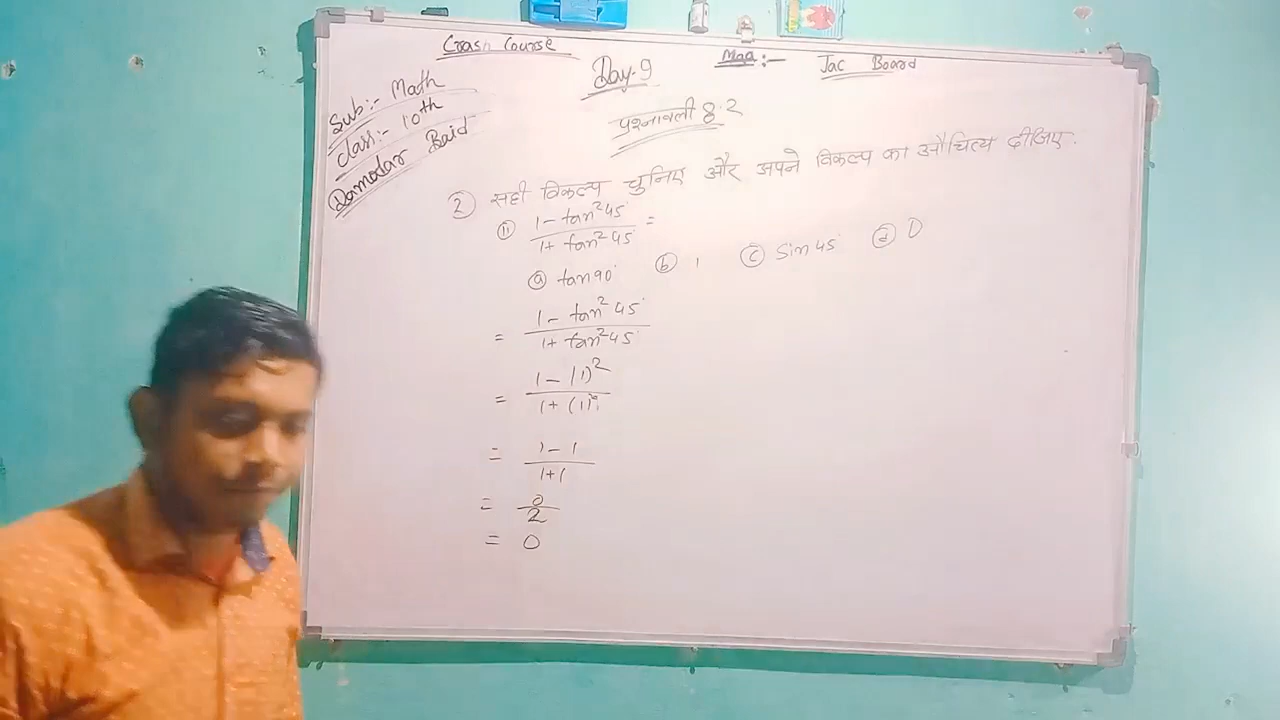 Crash Course
Day-9
Maa:- Jac Board
Sub:- Math
Class:- 10th
Damodar Baid
प्रश्नावली 8.2
2 सही विकल्प चुनिए और अपने विकल्प का औचित्य दीजिए.
(ii) 1 - tan²45° / 1 + tan²45° =
(a) tan90° (b) 1 (c) Sin45° (d) 0
= 1 - tan²45° / 1 + tan²45°
= 1 - (1)² / 1 + (1)²
= 1 - 1 / 1 + 1
= 0 / 2
= 0